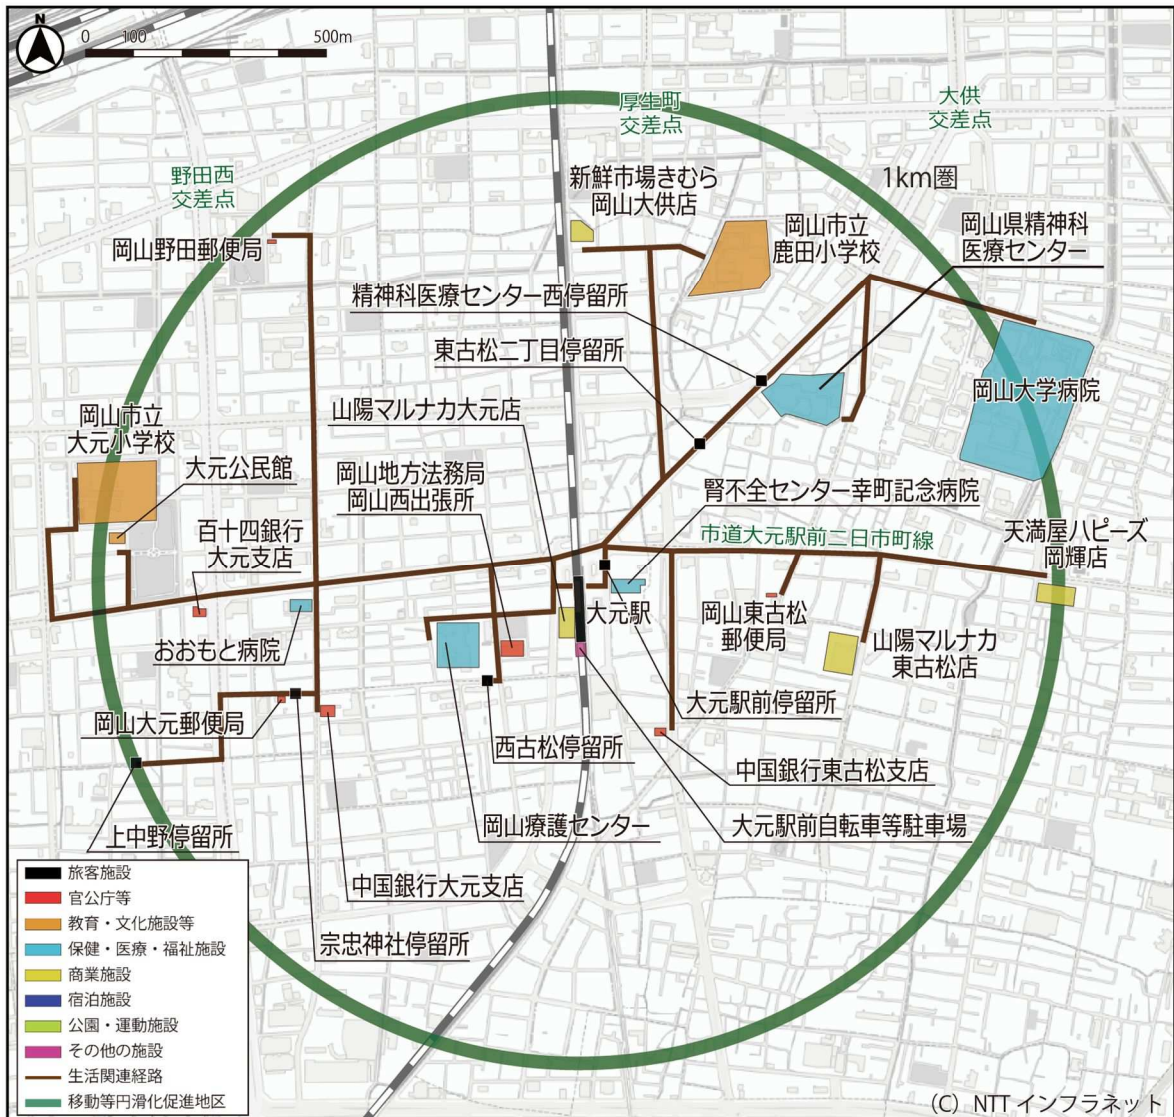 N
0 100 500m
厚生町
交差点
大供
交差点
野田西
交差点
1km圏
新鮮市場きむら
岡山大供店
岡山市立
鹿田小学校
岡山県精神科
医療センター
岡山野田郵便局
精神科医療センター西停留所
東古松二丁目停留所
山陽マルナカ大元店
岡山大学病院
岡山市立
大元小学校
大元公民館
岡山地方法務局
岡山西出張所
腎不全センター幸町記念病院
百十四銀行
大元支店
市道大元駅前二日市町線
天満屋ハピーズ
岡輝店
大元駅
岡山東古松
郵便局
山陽マルナカ
東古松店
おおもと病院
岡山大元郵便局
大元駅前停留所
西古松停留所
中国銀行東古松支店
岡山療護センター
大元駅前自転車等駐車場
上中野停留所
中国銀行大元支店
宗忠神社停留所
旅客施設
官公庁等
教育・文化施設等
保健・医療・福祉施設
商業施設
宿泊施設
公園・運動施設
その他の施設
生活関連経路
移動等円滑化促進地区
(C) NTT インフラネット